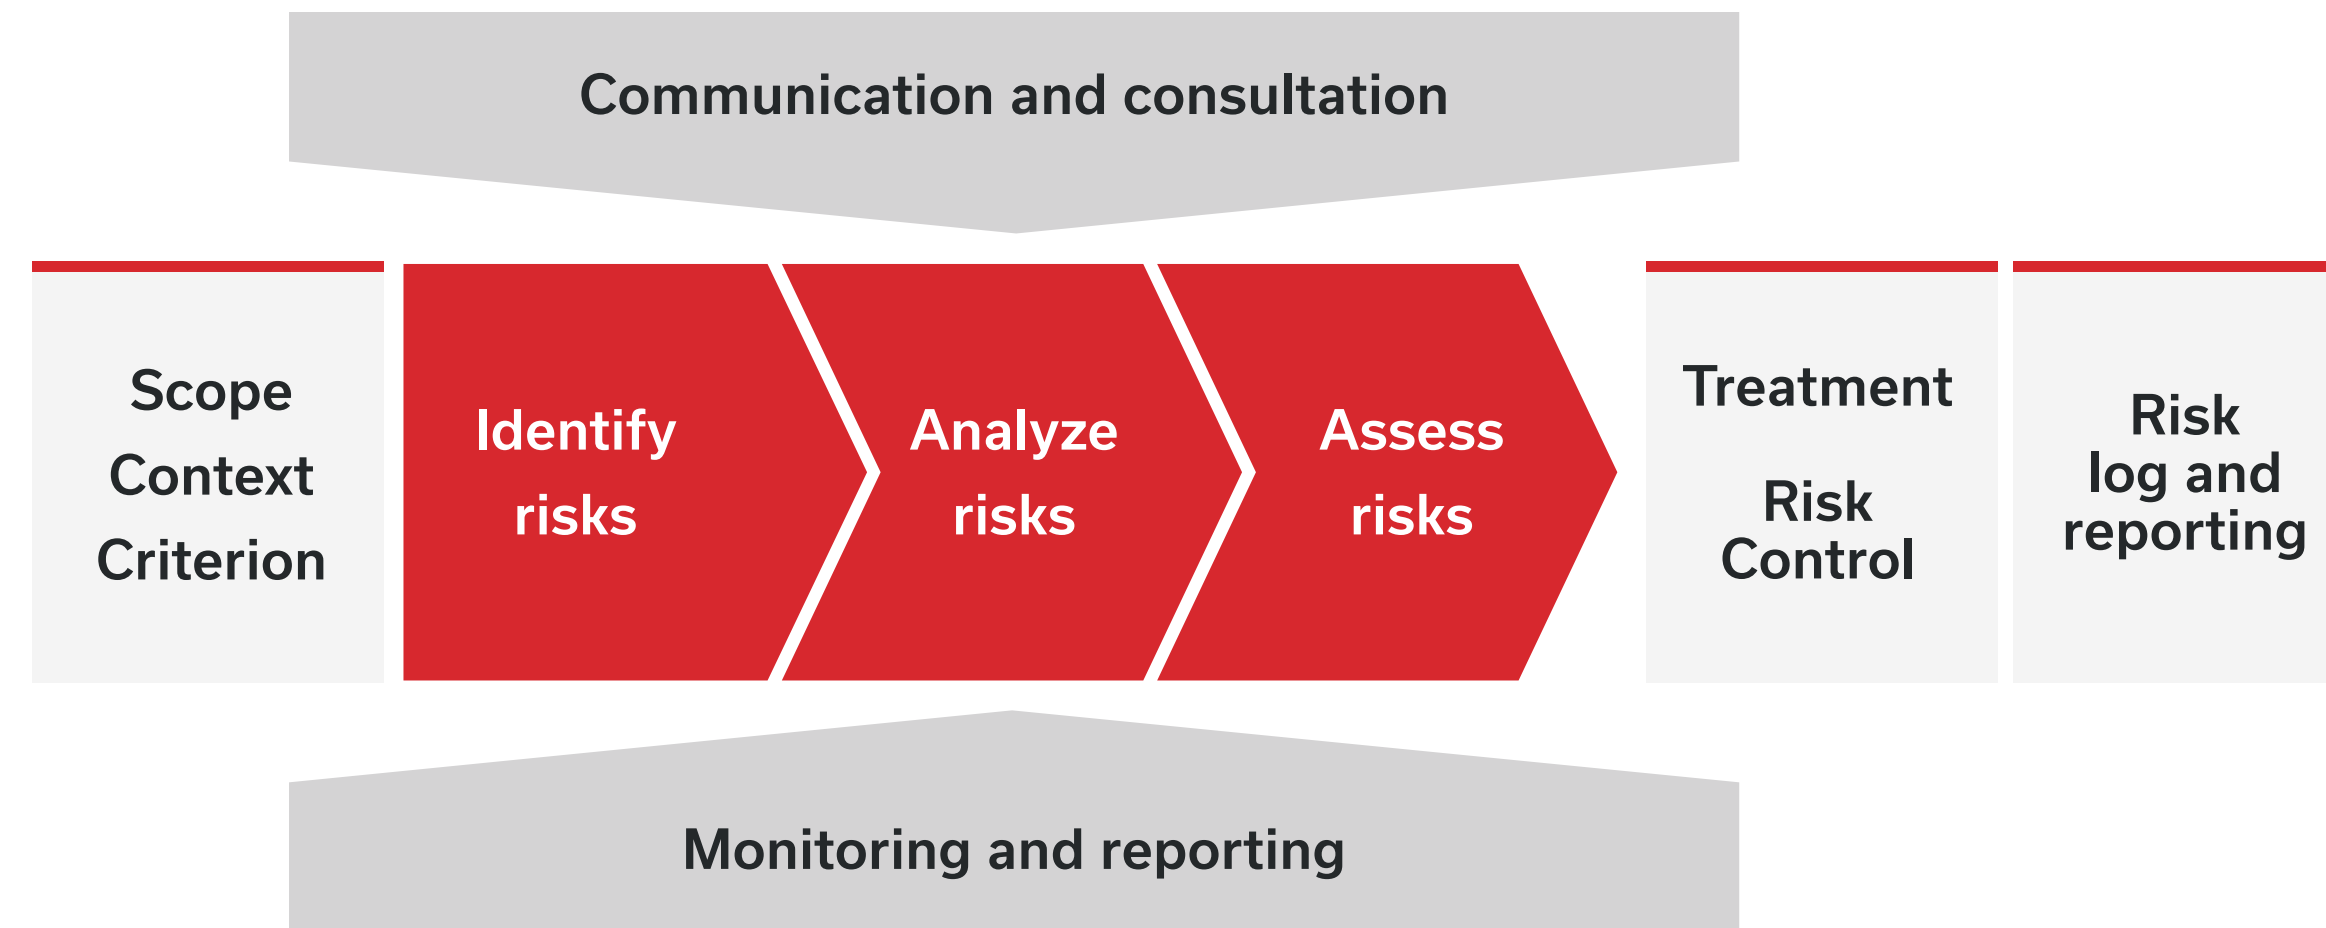 Communication and consultation
Scope
Context
Criterion
Identify
risks
Analyze
risks
Assess
risks
Treatment
Risk
Control
Risk
log and
reporting
Monitoring and reporting